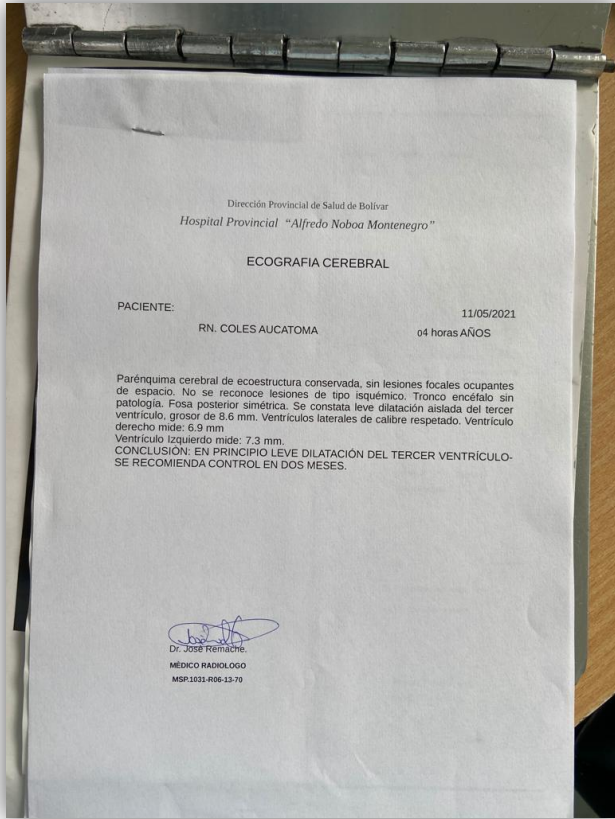 Dirección Provincial de Salud de Bolívar
Hospital Provincial “Alfredo Noboa Montenegro”
ECOGRAFIA CEREBRAL
PACIENTE:
11/05/2021
RN. COLES AUCATOMA
04 horas AÑOS
Parénquima cerebral de ecoestructura conservada, sin lesiones focales ocupantes
de espacio. No se reconoce lesiones de tipo isquémico. Tronco encéfalo sin
patología. Fosa posterior simétrica. Se constata leve dilatación aislada del tercer
ventrículo, grosor de 8.6 mm. Ventrículos laterales de calibre respetado. Ventrículo
derecho mide: 6.9 mm
Ventrículo Izquierdo mide: 7.3 mm.
CONCLUSIÓN: EN PRINCIPIO LEVE DILATACIÓN DEL TERCER VENTRÍCULO-
SE RECOMIENDA CONTROL EN DOS MESES.
Dr. José Remache.
MÉDICO RADIOLOGO
MSP.1031-R06-13-70